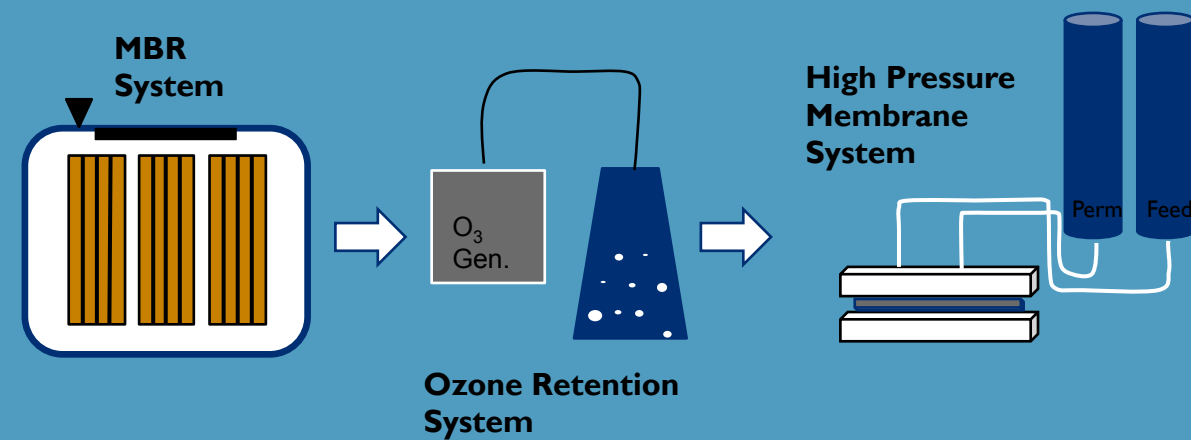 MBR
System
O₃
Gen.
Ozone Retention
System
High Pressure
Membrane
System
Perm
Feed